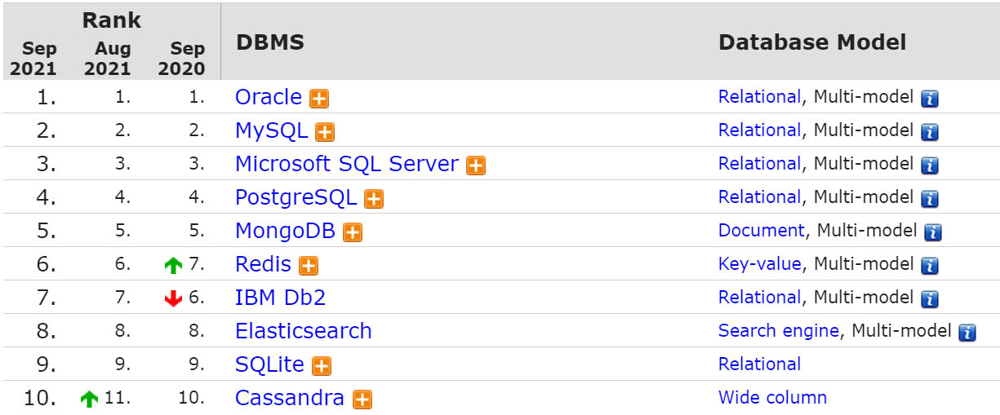 Rank
Sep 2021 Aug 2021 Sep 2020 DBMS Database Model
1. 1. 1. Oracle Relational, Multi-model
2. 2. 2. MySQL Relational, Multi-model
3. 3. 3. Microsoft SQL Server Relational, Multi-model
4. 4. 4. PostgreSQL Relational, Multi-model
5. 5. 5. MongoDB Document, Multi-model
6. 6. 7. Redis Key-value, Multi-model
7. 7. 6. IBM Db2 Relational, Multi-model
8. 8. 8. Elasticsearch Search engine, Multi-model
9. 9. 9. SQLite Relational
10. 11. 10. Cassandra Wide column